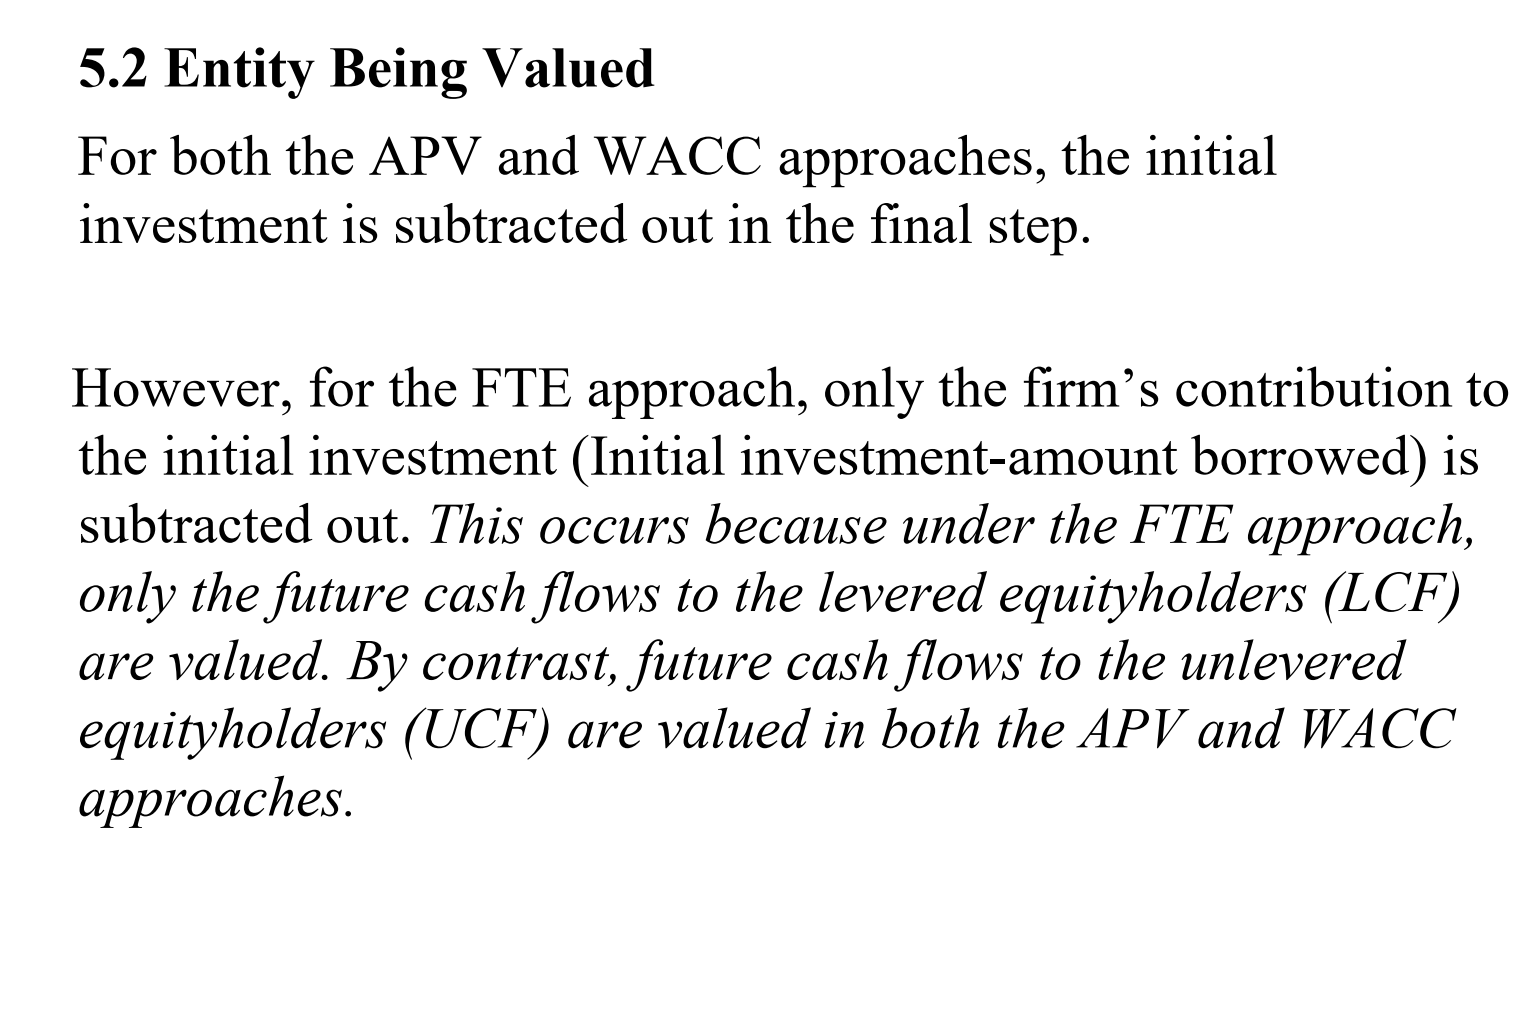 5.2 Entity Being Valued
For both the APV and WACC approaches, the initial
investment is subtracted out in the final step.
However, for the FTE approach, only the firm’s contribution to
the initial investment (Initial investment-amount borrowed) is
subtracted out. This occurs because under the FTE approach,
only the future cash flows to the levered equityholders (LCF)
are valued. By contrast, future cash flows to the unlevered
equityholders (UCF) are valued in both the APV and WACC
approaches.